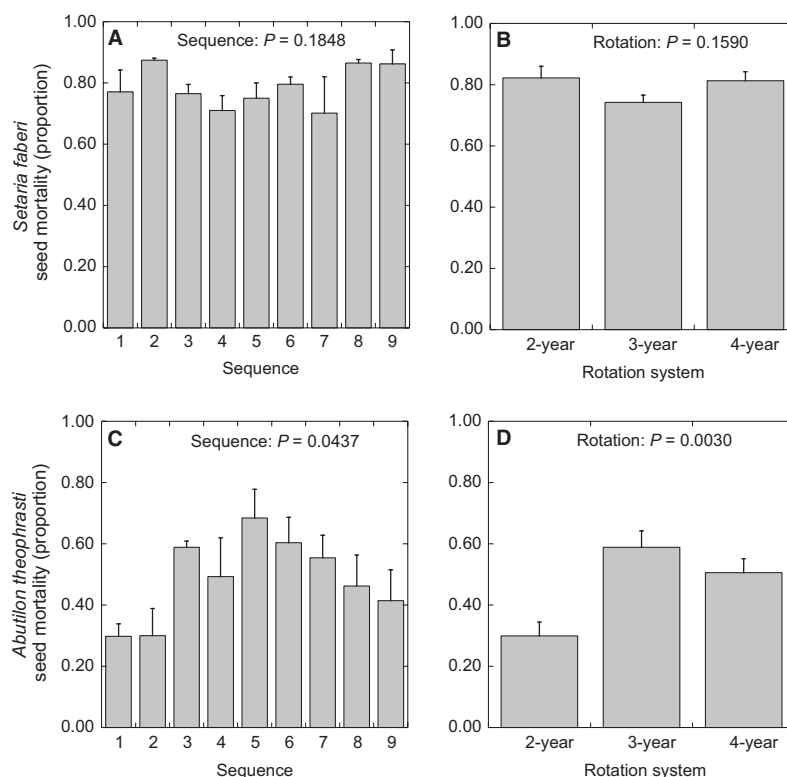 A Sequence: P = 0.1848
1.00
0.80
0.60
0.40
0.20
0.00
Setaria faberi
seed mortality (proportion)
1 2 3 4 5 6 7 8 9
Sequence
B Rotation: P = 0.1590
1.00
0.80
0.60
0.40
0.20
0.00
2-year 3-year 4-year
Rotation system
C Sequence: P = 0.0437
1.00
0.80
0.60
0.40
0.20
0.00
Abutilon theophrasti
seed mortality (proportion)
1 2 3 4 5 6 7 8 9
Sequence
D Rotation: P = 0.0030
1.00
0.80
0.60
0.40
0.20
0.00
2-year 3-year 4-year
Rotation system